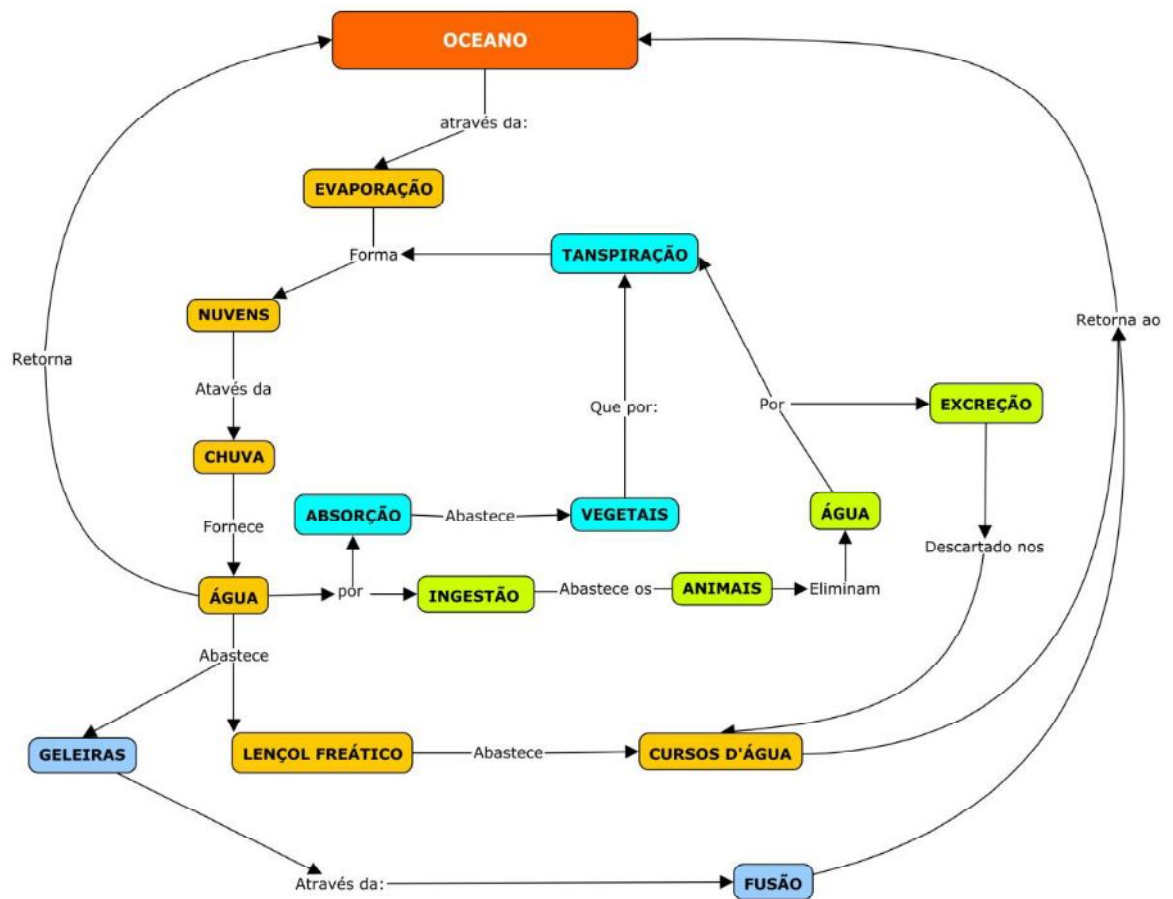 OCEANO
através da:
EVAPORAÇÃO
Forma
TANSPIRAÇÃO
NUVENS
Retorna ao
Retorna
Atavés da
Que por:
Por
EXCREÇÃO
CHUVA
ABSORÇÃO
Abastece
VEGETAIS
ÁGUA
Fornece
Descartado nos
ÁGUA
por
INGESTÃO
Abastece os
ANIMAIS
Eliminam
Abastece
GELEIRAS
LENÇOL FREÁTICO
Abastece
CURSOS D'ÁGUA
Através da:
FUSÃO